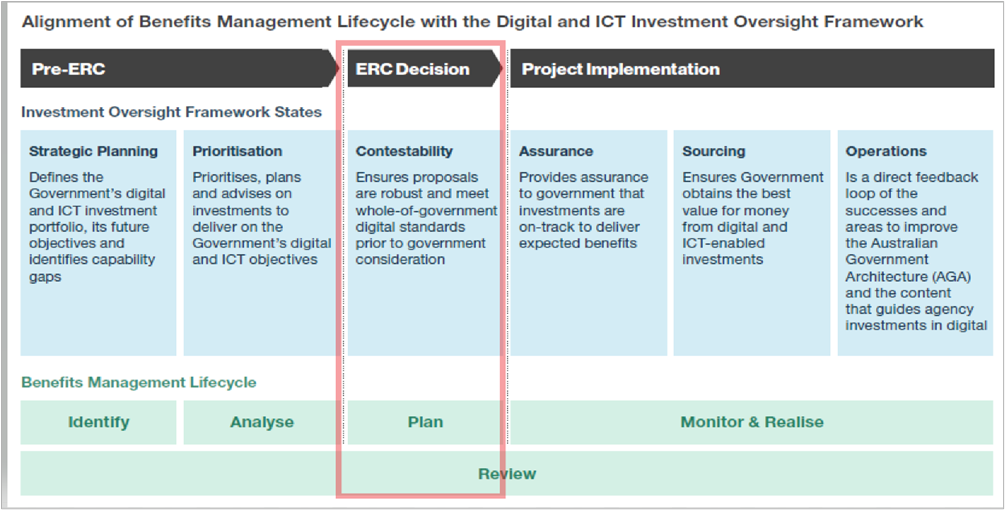 Alignment of Benefits Management Lifecycle with the Digital and ICT Investment Oversight Framework
Pre-ERC
ERC Decision
Project Implementation
Investment Oversight Framework States
Strategic Planning
Defines the
Government's digital
and ICT investment
portfolio, its future
objectives and
identifies capability
gaps
Prioritisation
Prioritises, plans
and advises on
investments to
deliver on the
Government's digital
and ICT objectives
Contestability
Ensures proposals
are robust and meet
whole-of-government
digital standards
prior to government
consideration
Assurance
Provides assurance
to government that
investments are
on-track to deliver
expected benefits
Sourcing
Ensures Government
obtains the best
value for money
from digital and
ICT-enabled
investments
Operations
Is a direct feedback
loop of the
successes and
areas to improve
the Australian
Government
Architecture (AGA)
and the content
that guides agency
investments in digital
Benefits Management Lifecycle
Identify
Analyse
Plan
Monitor & Realise
Review